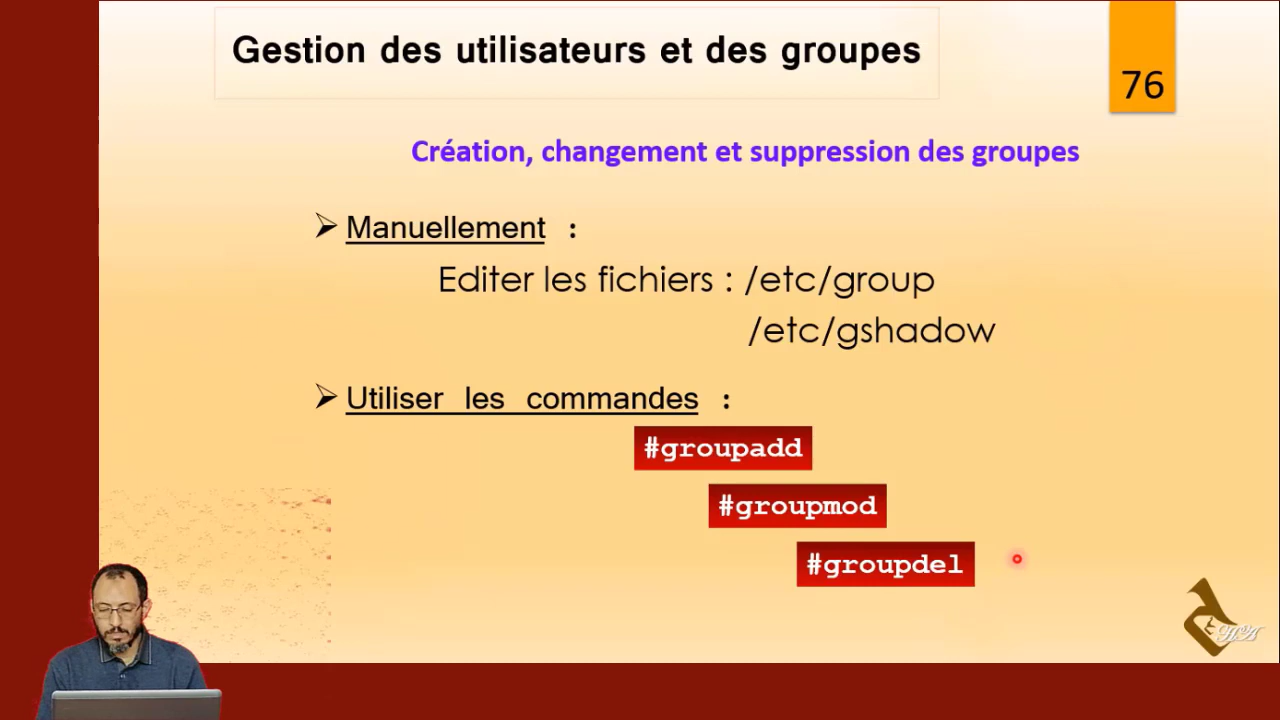 Gestion des utilisateurs et des groupes
76
Création, changement et suppression des groupes
Manuellement :
Editer les fichiers : /etc/group
/etc/gshadow
Utiliser les commandes :
#groupadd
#groupmod
#groupdel